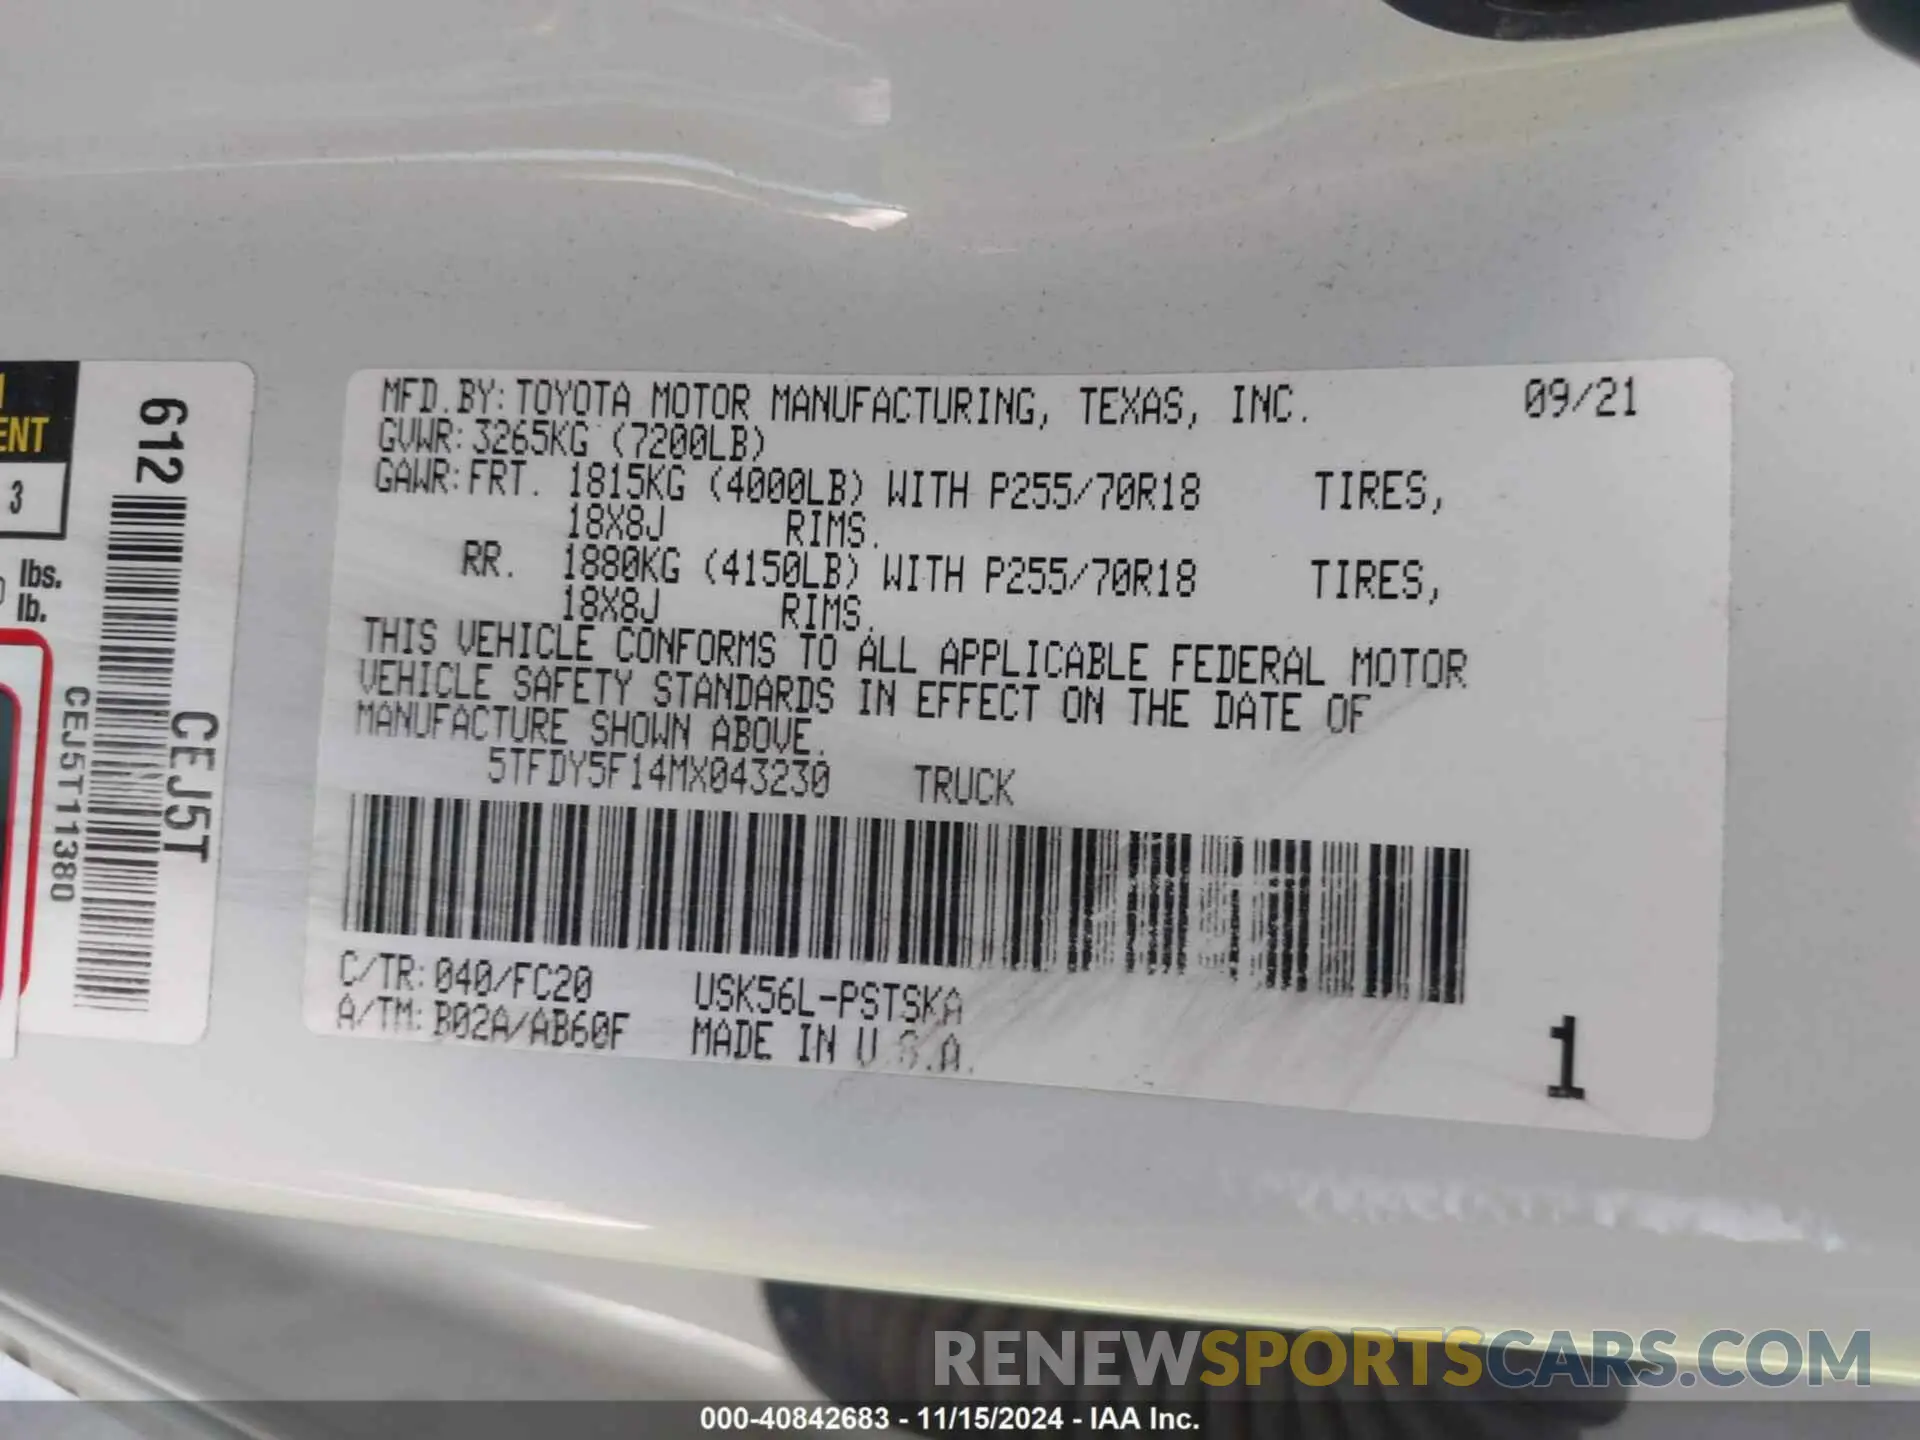 ENT
3
lbs.
lb.
612
CEJ5T
CEJ5T11380
MFD.BY: TOYOTA MOTOR MANUFACTURING, TEXAS, INC. 09/21
GVWR: 3265KG (7200LB)
GAWR: FRT. 1815KG (4000LB) WITH P255/70R18 TIRES,
18X8J RIMS.
RR. 1880KG (4150LB) WITH P255/70R18 TIRES,
18X8J RIMS.
THIS VEHICLE CONFORMS TO ALL APPLICABLE FEDERAL MOTOR
VEHICLE SAFETY STANDARDS IN EFFECT ON THE DATE OF
MANUFACTURE SHOWN ABOVE.
5TFDY5F14MX043230 TRUCK
C/TR: 040/FC20 USK56L-PSTSKA
A/TM: B02A/AB60F MADE IN U.S.A.
1
RENEWSPORTSCARS.COM
000-40842683 - 11/15/2024 - IAA Inc.